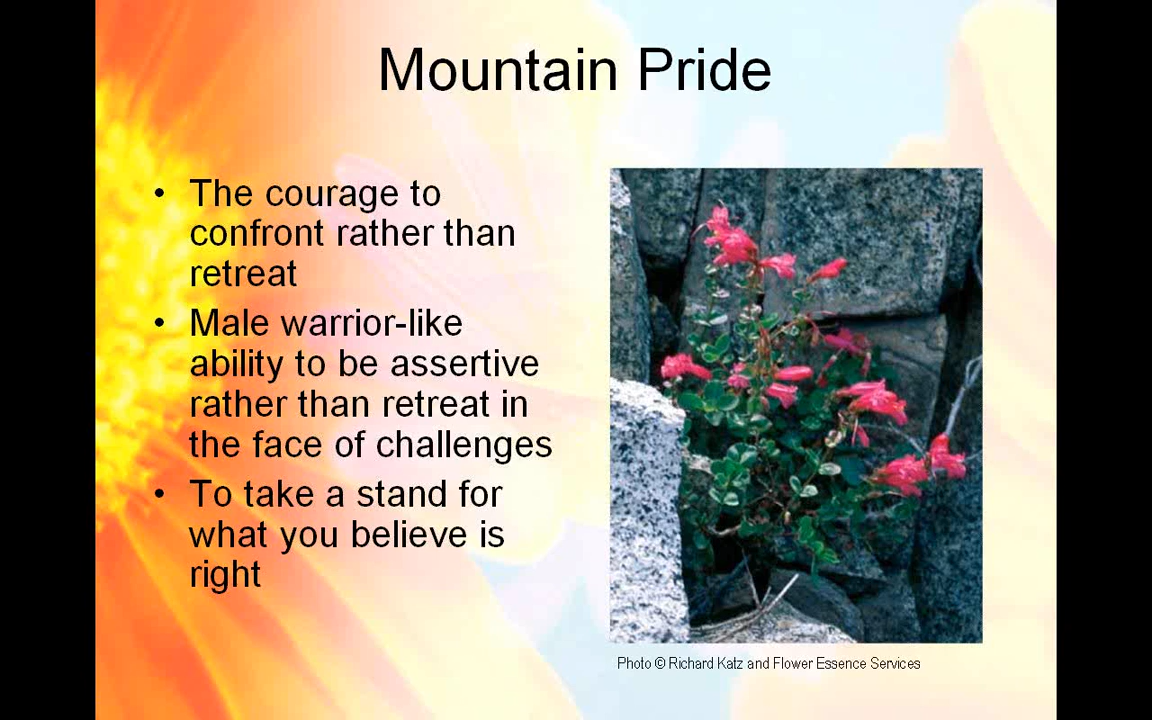 Mountain Pride
• The courage to
confront rather than
retreat
• Male warrior-like
ability to be assertive
rather than retreat in
the face of challenges
• To take a stand for
what you believe is
right
Photo © Richard Katz and Flower Essence Services